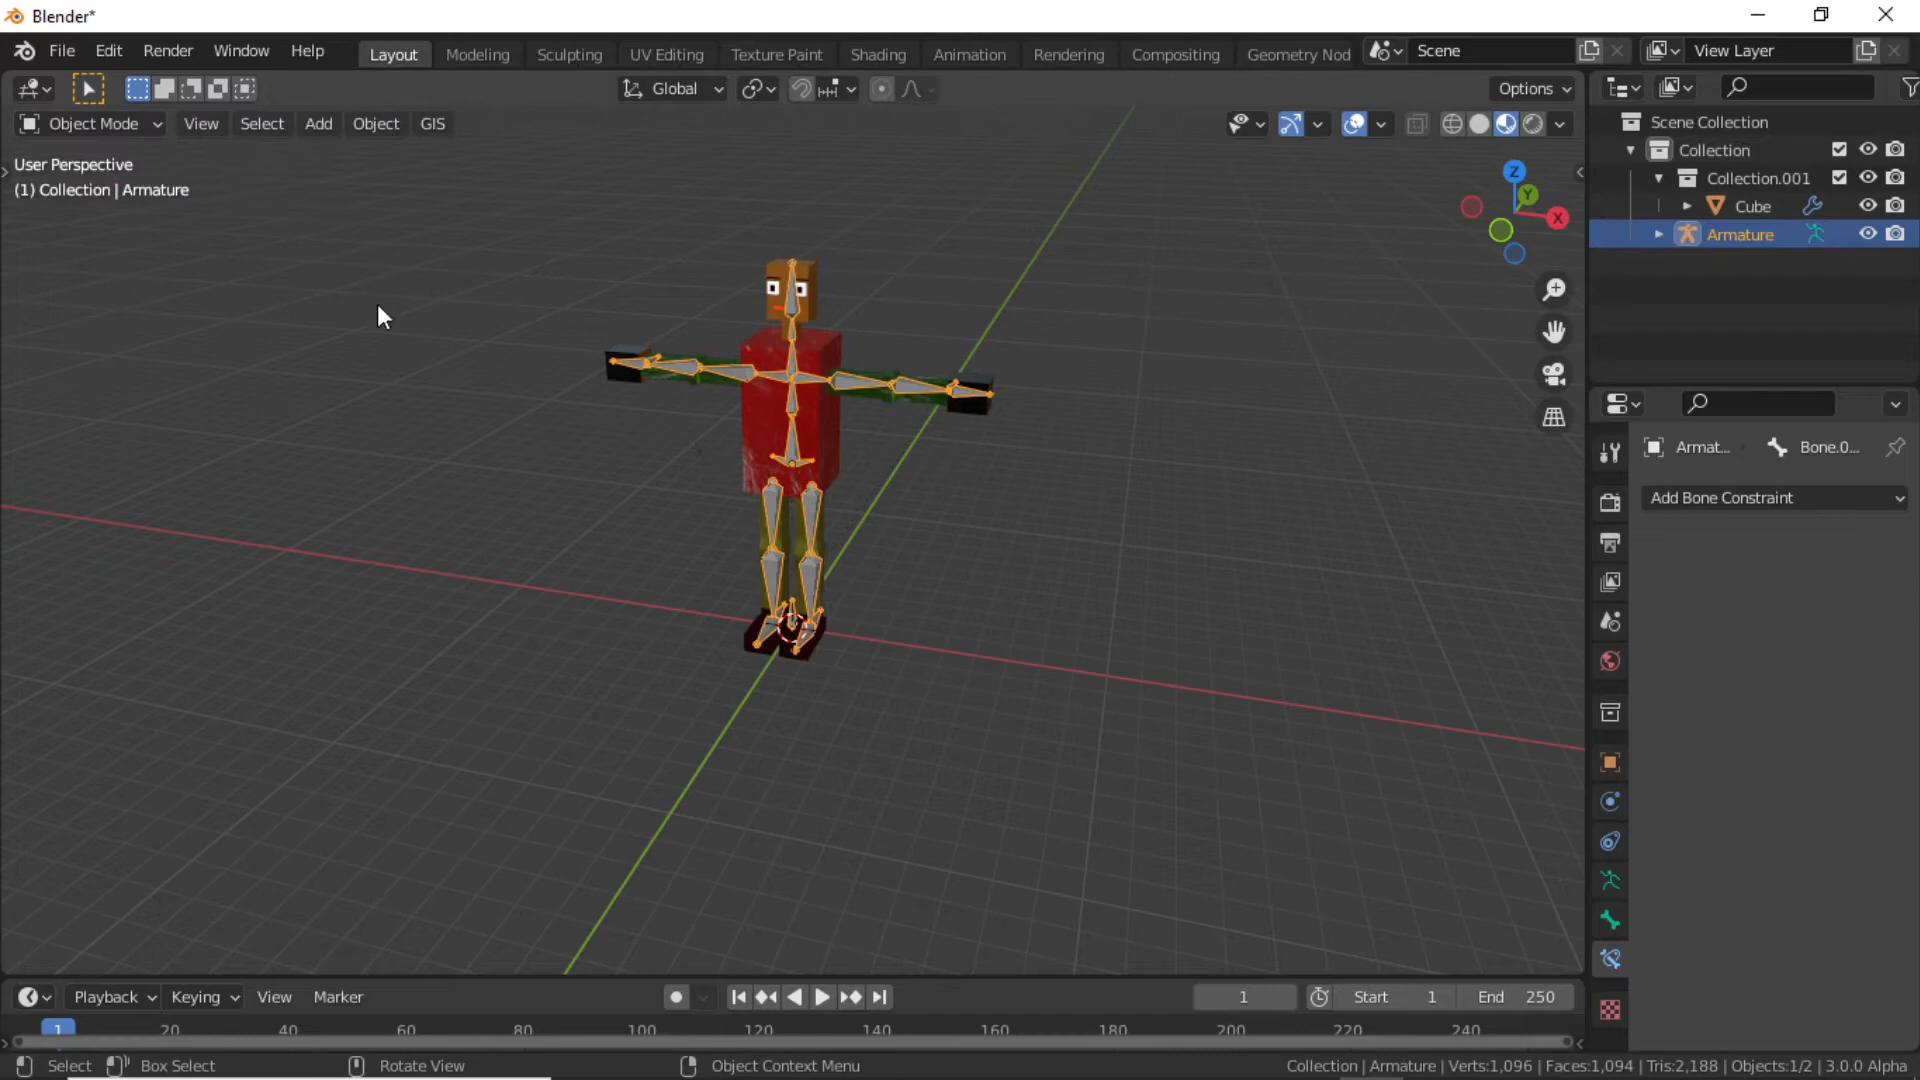 Blender*
File Edit Render Window Help Layout Modeling Sculpting UV Editing Texture Paint Shading Animation Rendering Compositing Geometry Nod Scene View Layer
Global Options
Object Mode View Select Add Object GIS
User Perspective
(1) Collection | Armature
Z
Y
X
Scene Collection
Collection
Collection.001
Cube
Armature
Armat... Bone.0...
Add Bone Constraint
Playback Keying View Marker 1 Start 1 End 250
1 20 40 60 80 100 120 140 160 180 200 220 240
Select Box Select Rotate View Object Context Menu Collection | Armature | Verts:1,096 | Faces:1,094 | Tris:2,188 | Objects:1/2 | 3.0.0 Alpha